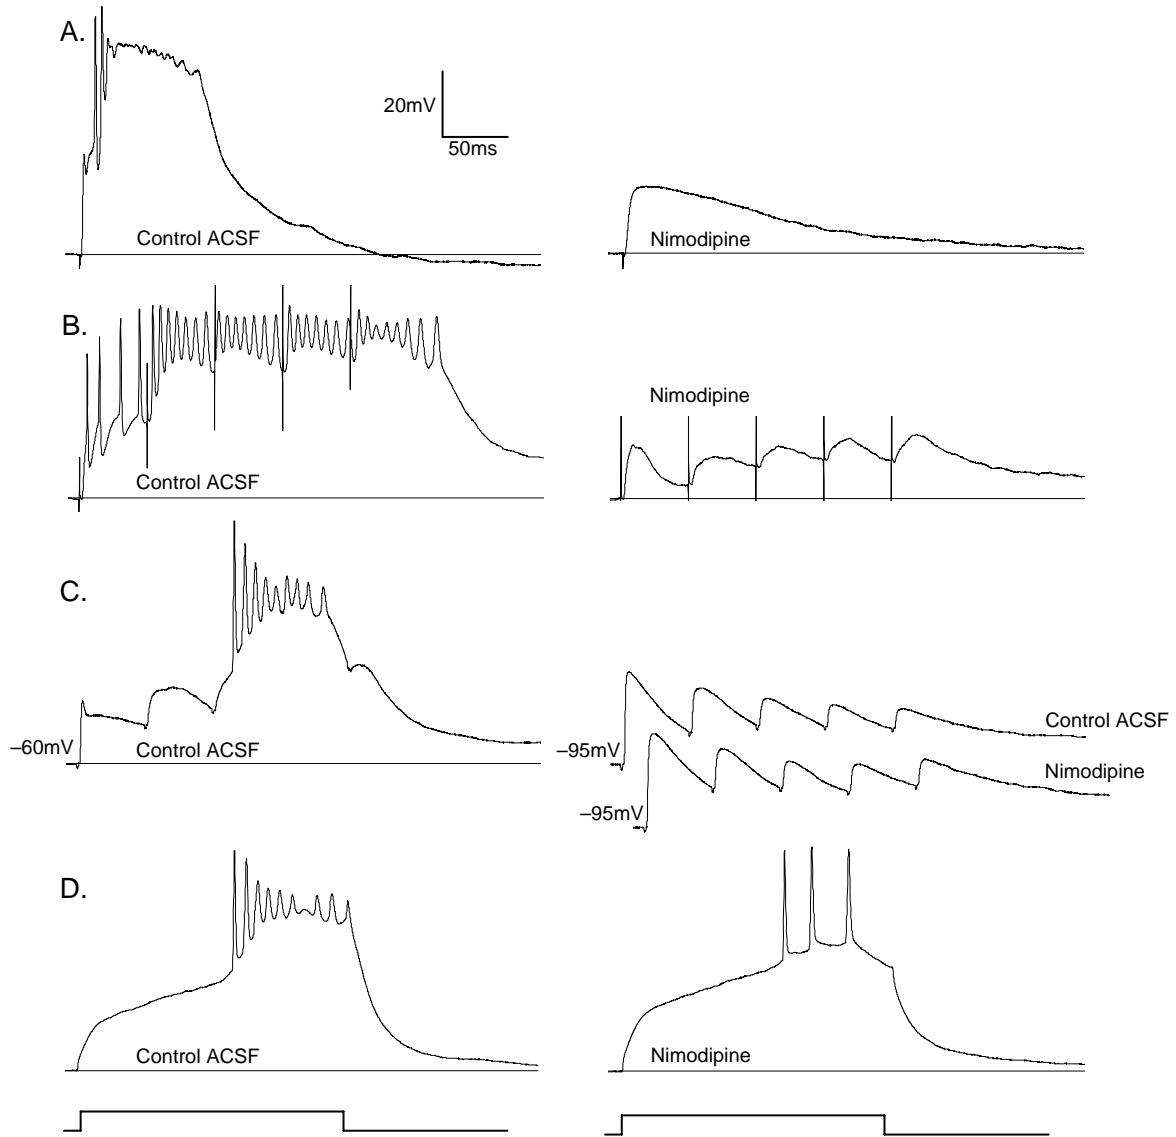 A.
20mV
50ms
Control ACSF
Nimodipine
B.
Nimodipine
Control ACSF
C.
–60mV
Control ACSF
Control ACSF
–95mV
Nimodipine
–95mV
D.
Control ACSF
Nimodipine